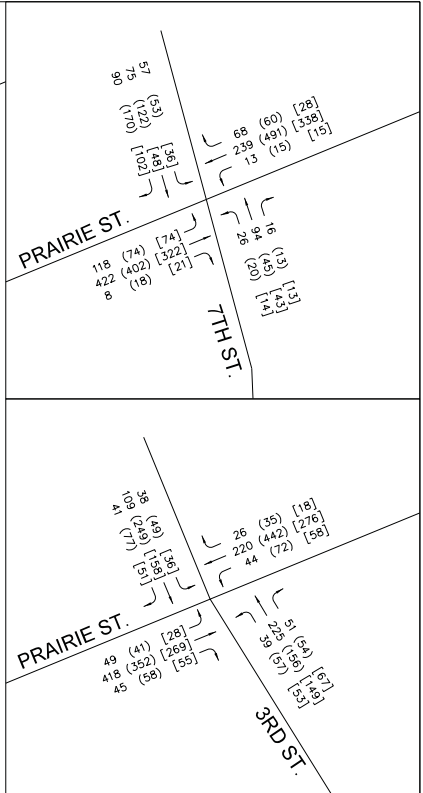 57 (53) [36]
75 (122) [48]
90 (170) [102]
68 (60) [28]
239 (491) [338]
13 (15) [15]
PRAIRIE ST.
118 (74) [74]
422 (402) [322]
8 (18) [21]
16 (13) [13]
94 (45) [43]
26 (20) [14]
7TH ST.
38 (49) [36]
109 (249) [158]
41 (77) [51]
26 (35) [18]
220 (442) [276]
44 (72) [58]
PRAIRIE ST.
49 (41) [28]
418 (352) [269]
45 (58) [55]
51 (54) [67]
225 (156) [149]
39 (57) [53]
3RD ST.